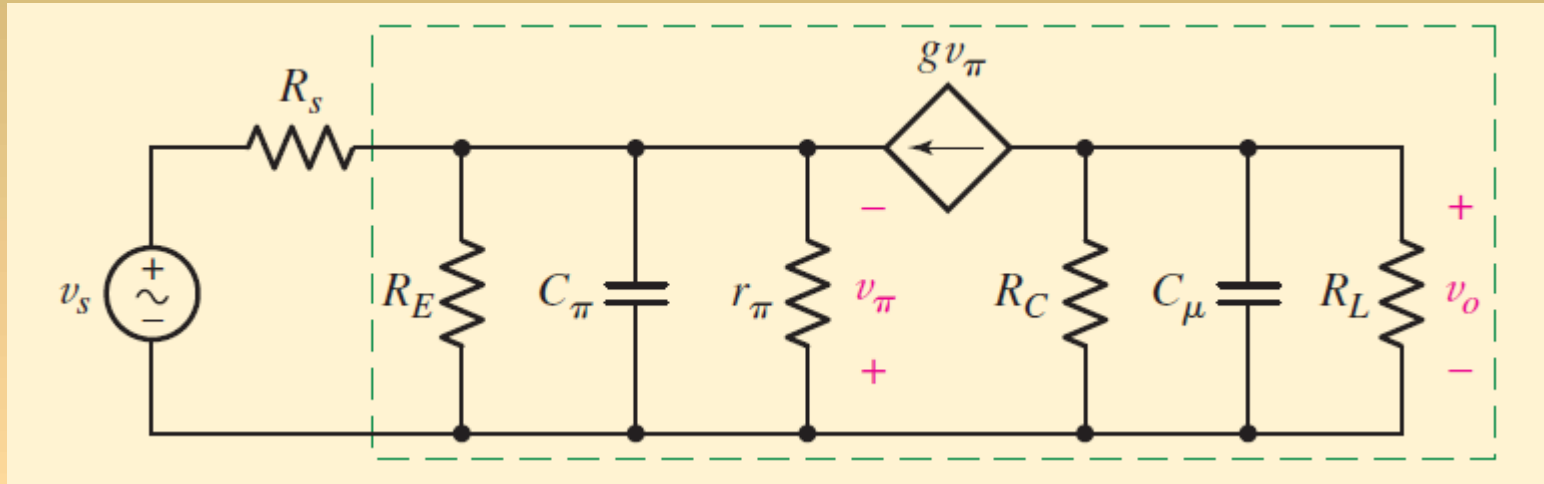 gv_π
R_s
−
+
v_s
+
−
R_E
C_π
r_π
v_π
R_C
C_μ
R_L
v_o
+
−